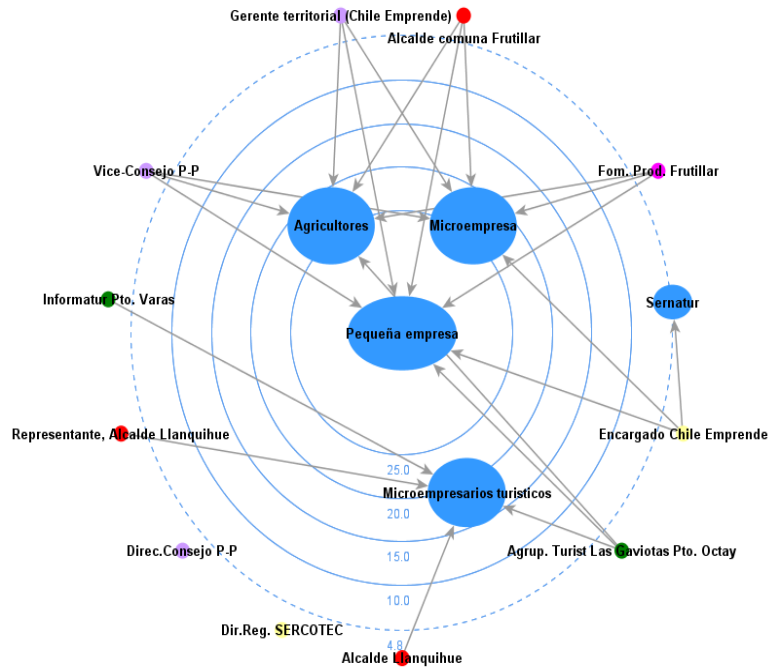 Gerente territorial (Chile Emprende)
Alcalde comuna Frutillar
Vice-Consejo P-P
Fom. Prod. Frutillar
Agricultores
Microempresa
Informatur Pto. Varas
Sernatur
Pequeña empresa
Representante, Alcalde Llanquihue
Encargado Chile Emprende
25.0
Microempresarios turisticos
20.0
Direc.Consejo P-P
15.0
Agrup. Turist Las Gaviotas Pto. Octay
10.0
Dir.Reg. SERCOTEC
4.8
Alcalde Llanquihue